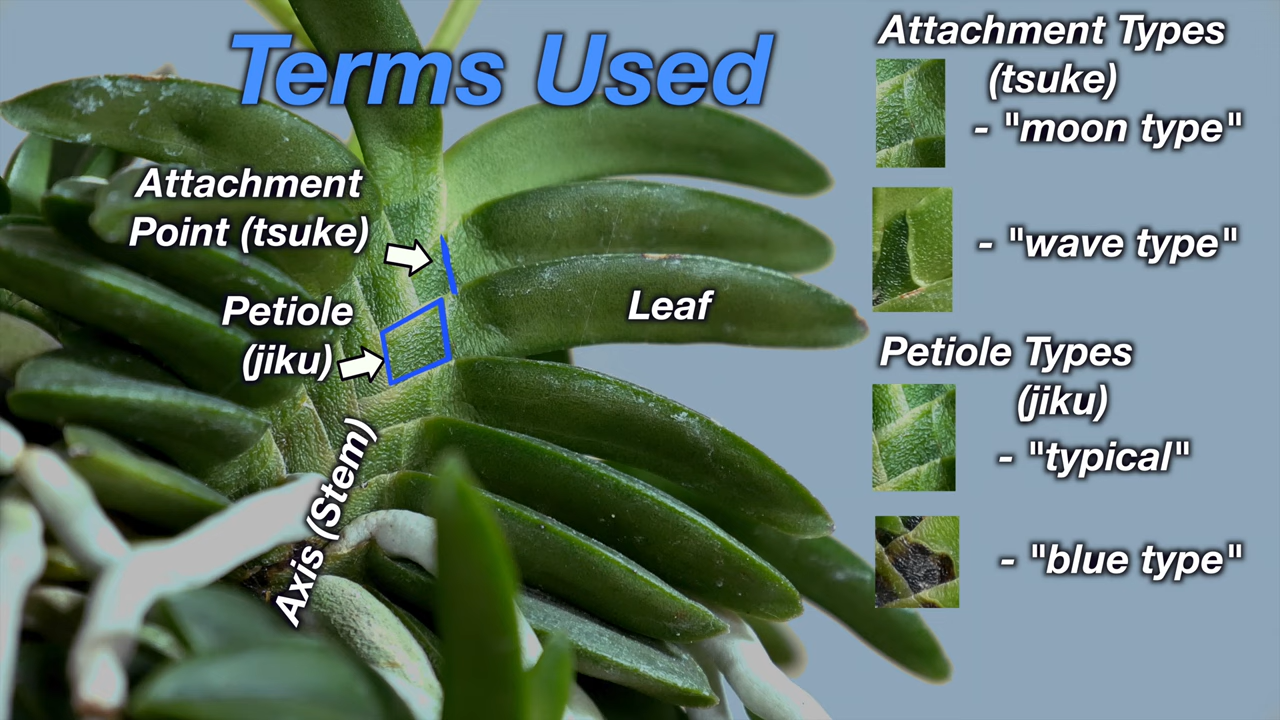 Terms Used
Attachment
Point (tsuke)
Petiole
(jiku)
Leaf
Axis (Stem)
Attachment Types
(tsuke)
- "moon type"
- "wave type"
Petiole Types
(jiku)
- "typical"
- "blue type"